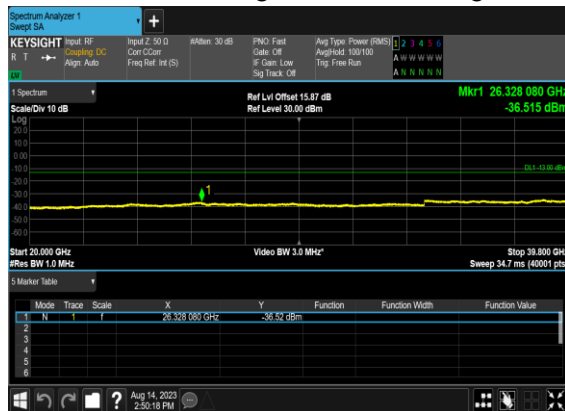 Spectrum Analyzer 1
Swept SA
+
KEYSIGHT Input: RF Input Z: 50 Ω #Atten: 30 dB PNO: Fast Avg Type: Power (RMS) 1 2 3 4 5 6
R T Coupling: DC Corr CCorr Gate: Off Avg|Hold: 100/100 A W W W W W
Align: Auto Freq Ref: Int (S) IF Gain: Low Trig: Free Run
LW Sig Track: Off A N N N N N
1 Spectrum Ref Lvl Offset 15.87 dB Mkr1 26.328 080 GHz
Scale/Div 10 dB Ref Level 30.00 dBm -36.515 dBm
Log
20.0
10.0
0.00
-10.0 DL1 -13.00 dBm
-20.0
-30.0 1
-40.0
-50.0
-60.0
Start 20.000 GHz Video BW 3.0 MHz* Stop 39.800 GHz
#Res BW 1.0 MHz Sweep 34.7 ms (40001 pts
5 Marker Table
Mode Trace Scale X Y Function Function Width Function Value
1 N 1 f 26.328 080 GHz -36.52 dBm
2
3
4
5
6
? Aug 14, 2023
2:50:18 PM